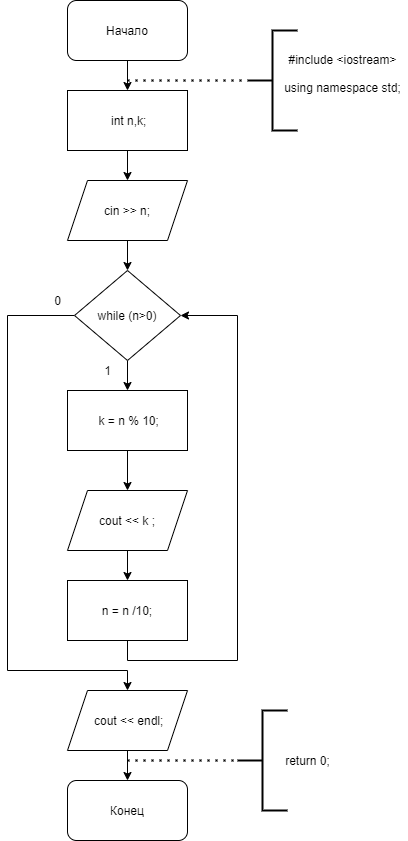 Начало
#include <iostream>
using namespace std;
int n,k;
cin >> n;
0
while (n>0)
1
k = n % 10;
cout << k ;
n = n /10;
cout << endl;
return 0;
Конец